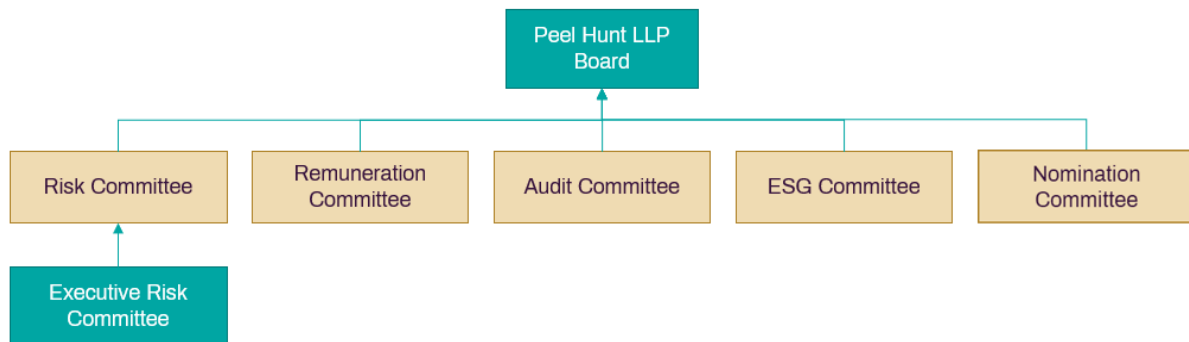 Peel Hunt LLP
Board
Risk Committee
Remuneration
Committee
Audit Committee
ESG Committee
Nomination
Committee
Executive Risk
Committee